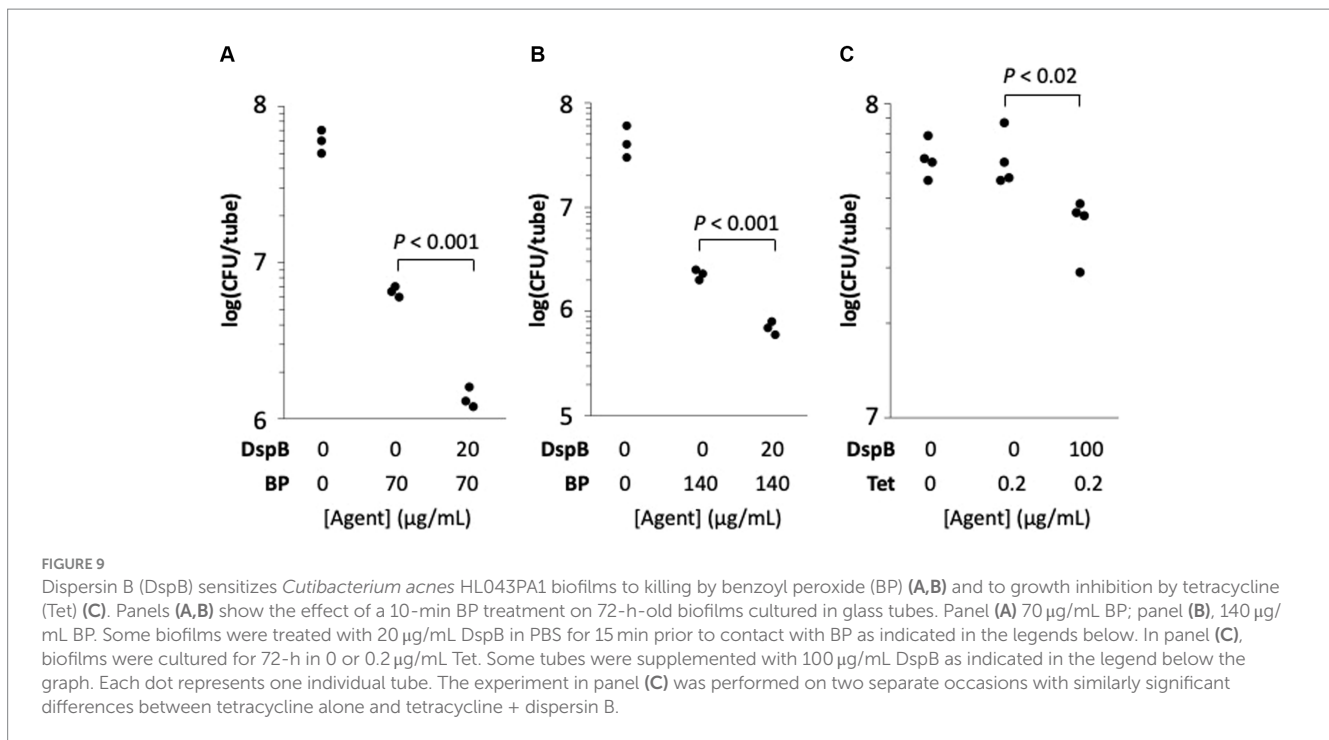 A
B
C
P < 0.02
8
8
8
P < 0.001
P < 0.001
7
7
6
6
5
7
log(CFU/tube)
log(CFU/tube)
log(CFU/tube)
DspB 0 0 20
BP 0 70 70
[Agent] (µg/mL)
DspB 0 0 20
BP 0 140 140
[Agent] (µg/mL)
DspB 0 0 100
Tet 0 0.2 0.2
[Agent] (µg/mL)
FIGURE 9
Dispersin B (DspB) sensitizes Cutibacterium acnes HL043PA1 biofilms to killing by benzoyl peroxide (BP) (A,B) and to growth inhibition by tetracycline
(Tet) (C). Panels (A,B) show the effect of a 10-min BP treatment on 72-h-old biofilms cultured in glass tubes. Panel (A) 70 µg/mL BP; panel (B), 140 µg/
mL BP. Some biofilms were treated with 20 µg/mL DspB in PBS for 15 min prior to contact with BP as indicated in the legends below. In panel (C),
biofilms were cultured for 72-h in 0 or 0.2 µg/mL Tet. Some tubes were supplemented with 100 µg/mL DspB as indicated in the legend below the
graph. Each dot represents one individual tube. The experiment in panel (C) was performed on two separate occasions with similarly significant
differences between tetracycline alone and tetracycline + dispersin B.